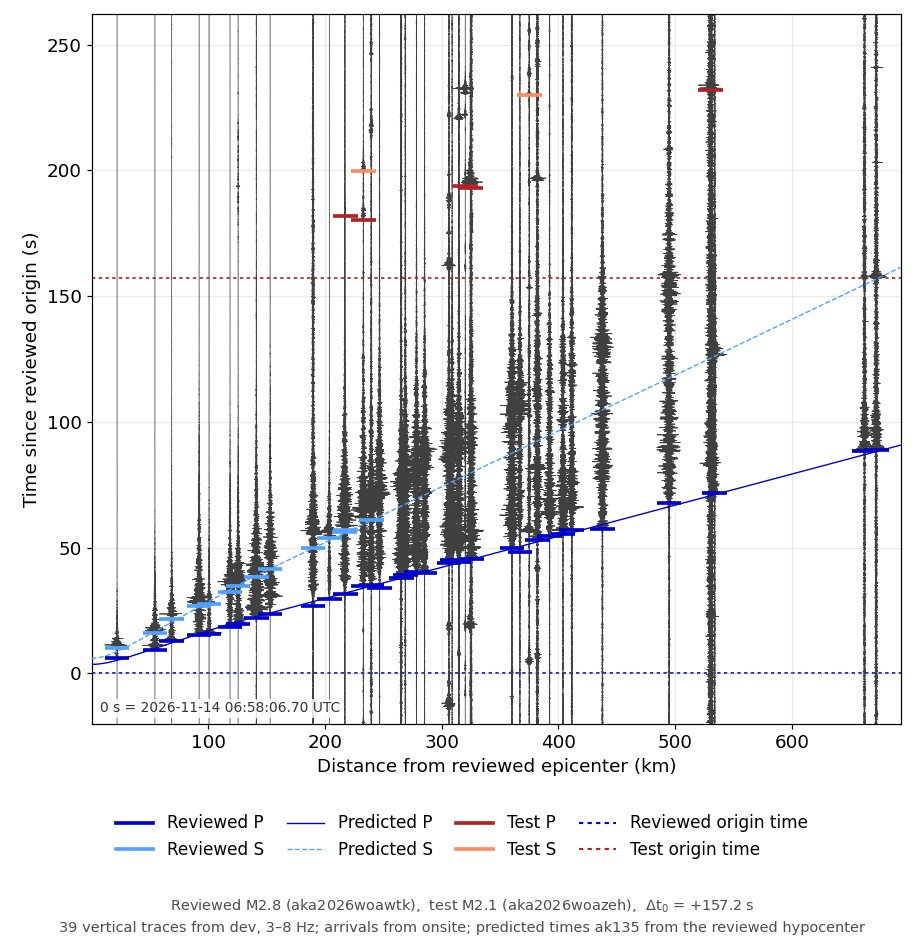 250
200
150
100
50
0
Time since reviewed origin (s)
0 s = 2026-11-14 06:58:06.70 UTC
100 200 300 400 500 600
Distance from reviewed epicenter (km)
Reviewed P Predicted P Test P Reviewed origin time
Reviewed S Predicted S Test S Test origin time
Reviewed M2.8 (aka2026woawtk), test M2.1 (aka2026woazeh), Δt₀ = +157.2 s
39 vertical traces from dev, 3–8 Hz; arrivals from onsite; predicted times ak135 from the reviewed hypocenter